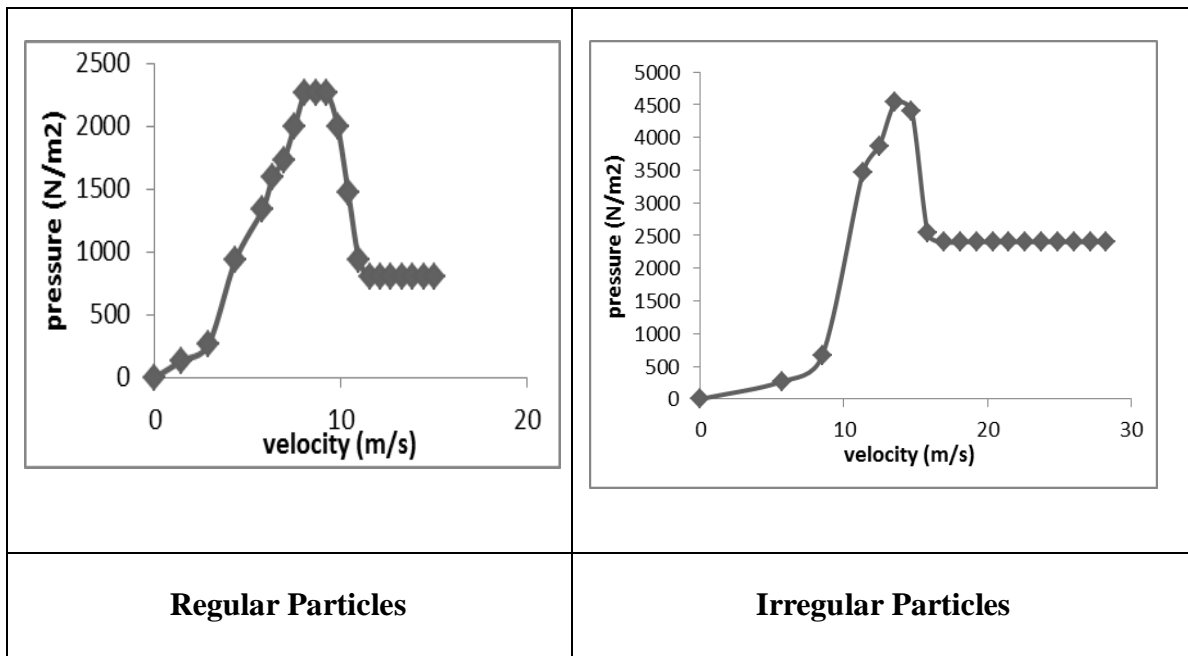 2500
2000
1500
1000
500
0
pressure (N/m2)
0 10 20
velocity (m/s)
5000
4500
4000
3500
3000
2500
2000
1500
1000
500
0
pressure (N/m2)
0 10 20 30
velocity (m/s)
Regular Particles
Irregular Particles